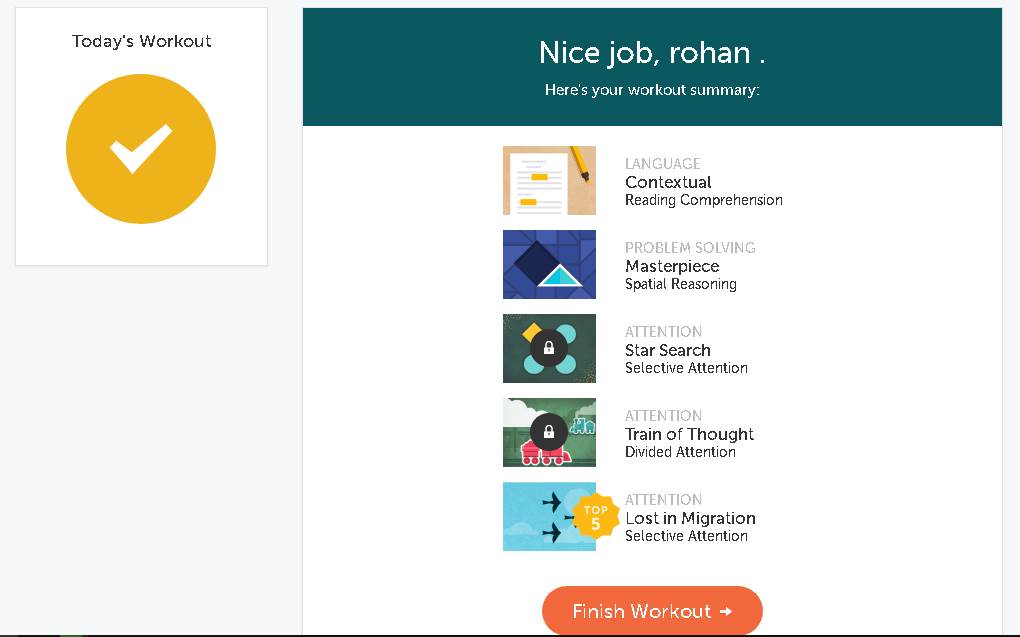 Today's Workout
Nice job, rohan .
Here's your workout summary:
LANGUAGE
Contextual
Reading Comprehension
PROBLEM SOLVING
Masterpiece
Spatial Reasoning
ATTENTION
Star Search
Selective Attention
ATTENTION
Train of Thought
Divided Attention
TOP
5
ATTENTION
Lost in Migration
Selective Attention
Finish Workout →